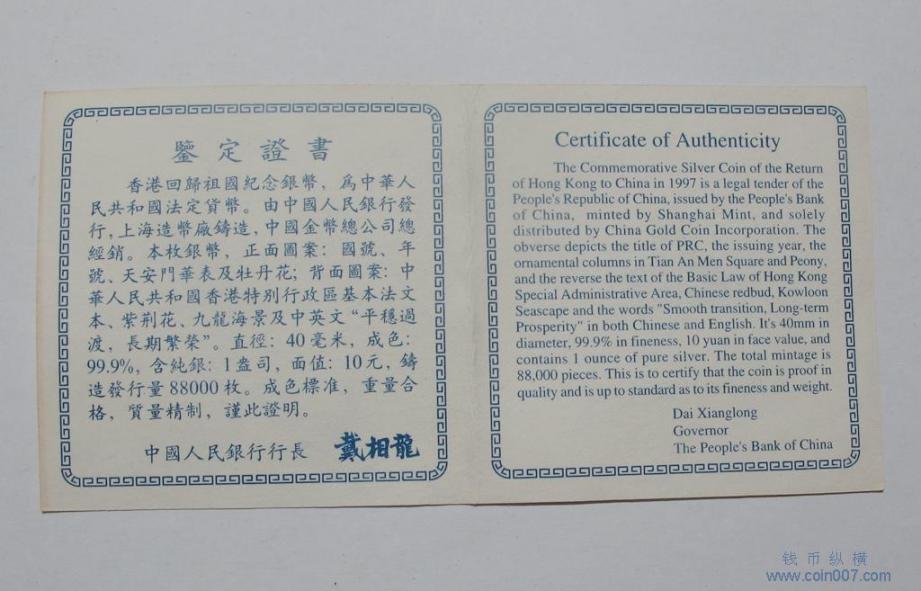 鑒定證書
香港回歸祖國紀念銀幣，為中華人
民共和國法定貨幣。由中國人民銀行發
行，上海造幣廠鑄造，中國金幣總公司總
經銷。本枚銀幣，正面圖案：國號、年
號、天安門華表及牡丹花；背面圖案：中
華人民共和國香港特別行政區基本法文
本、紫荊花、九龍海景及中英文“平穩過
渡，長期繁榮”。直徑：40毫米，成色：
99.9%，含純銀：1盎司，面值：10元，鑄
造發行量88000枚。成色標準，重量合
格，質量精制，謹此證明。
中國人民銀行行長 戴相龍
Certificate of Authenticity
The Commemorative Silver Coin of the Return
of Hong Kong to China in 1997 is a legal tender of the
People's Republic of China, issued by the People's Bank
of China, minted by Shanghai Mint, and solely
distributed by China Gold Coin Incorporation. The
obverse depicts the title of PRC, the issuing year, the
ornamental columns in Tian An Men Square and Peony,
and the reverse the text of the Basic Law of Hong Kong
Special Administrative Area, Chinese redbud, Kowloon
Seascape and the words "Smooth transition, Long-term
Prosperity" in both Chinese and English. It's 40mm in
diameter, 99.9% in fineness, 10 yuan in face value, and
contains 1 ounce of pure silver. The total mintage is
88,000 pieces. This is to certify that the coin is proof in
quality and is up to standard as to its fineness and weight.
Dai Xianglong
Governor
The People's Bank of China
钱币纵横
www.coin007.com